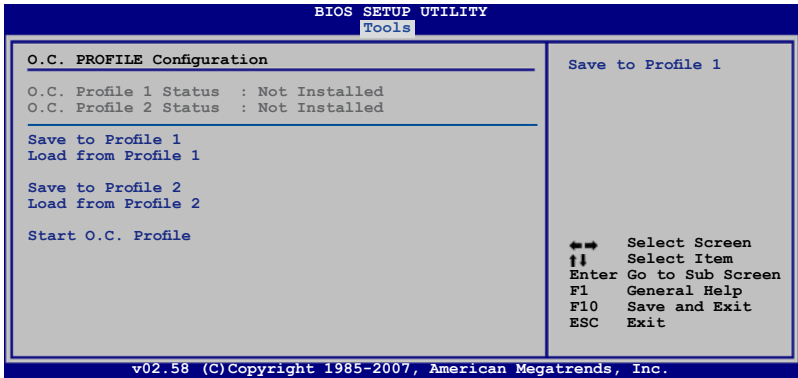 BIOS SETUP UTILITY
Tools
O.C. PROFILE Configuration
O.C. Profile 1 Status : Not Installed
O.C. Profile 2 Status : Not Installed
Save to Profile 1
Load from Profile 1
Save to Profile 2
Load from Profile 2
Start O.C. Profile
Save to Profile 1
←→ Select Screen
↑↓ Select Item
Enter Go to Sub Screen
F1 General Help
F10 Save and Exit
ESC Exit
v02.58 (C)Copyright 1985-2007, American Megatrends, Inc.